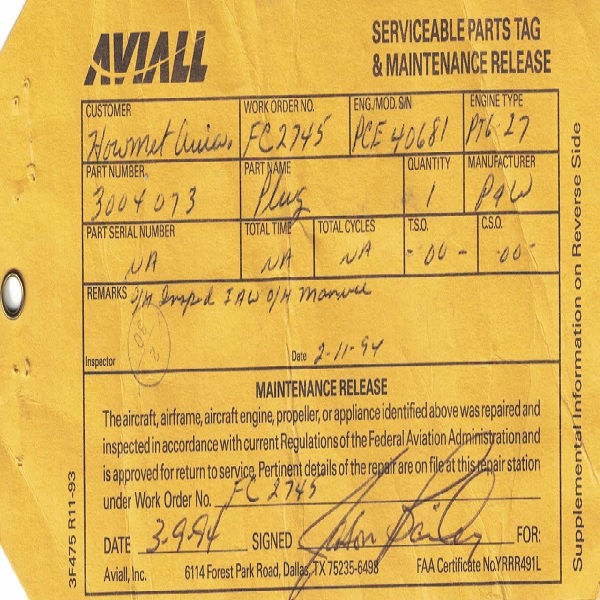 AVIALL
SERVICEABLE PARTS TAG
& MAINTENANCE RELEASE
CUSTOMER WORK ORDER NO. ENG./MOD. S/N ENGINE TYPE
Howmet Avia. FC2745 PCE 40681 PT6-27
PART NUMBER PART NAME QUANTITY MANUFACTURER
3004073 Plug 1 P&W
PART SERIAL NUMBER TOTAL TIME TOTAL CYCLES T.S.O. C.S.O.
NA NA NA -00- -00-
REMARKS O/H Insp'd IAW O/H Manual
Inspector Date 2-11-94
MAINTENANCE RELEASE
The aircraft, airframe, aircraft engine, propeller, or appliance identified above was repaired and
inspected in accordance with current Regulations of the Federal Aviation Administration and
is approved for return to service. Pertinent details of the repair are on file at this repair station
under Work Order No. FC2745
DATE 3-9-94 SIGNED Jason Bailey FOR:
Aviall, Inc. 6114 Forest Park Road, Dallas, TX 75235-6498 FAA Certificate No.YRRR491L
3F475 R11-93
Supplemental Information on Reverse Side